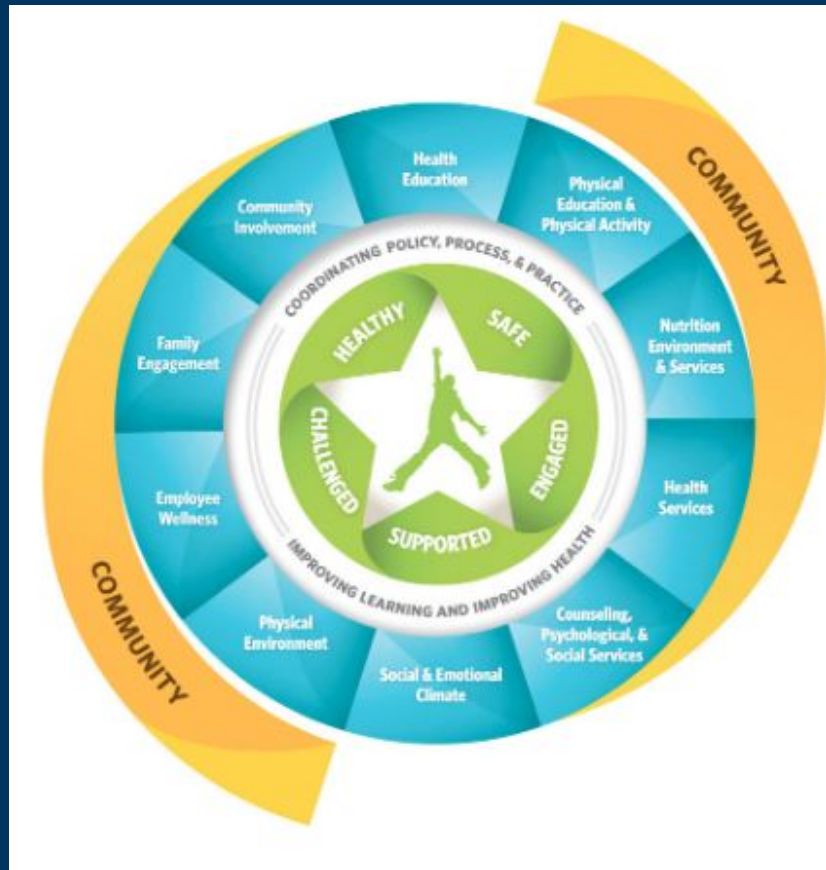 COMMUNITY
Health
Education
Physical
Education &
Physical Activity
Nutrition
Environment
& Services
Health
Services
Counseling,
Psychological, &
Social Services
Social & Emotional
Climate
Physical
Environment
Employee
Wellness
Family
Engagement
Community
Involvement
COORDINATING POLICY, PROCESS, & PRACTICE
IMPROVING LEARNING AND IMPROVING HEALTH
HEALTHY
SAFE
ENGAGED
SUPPORTED
CHALLENGED
COMMUNITY